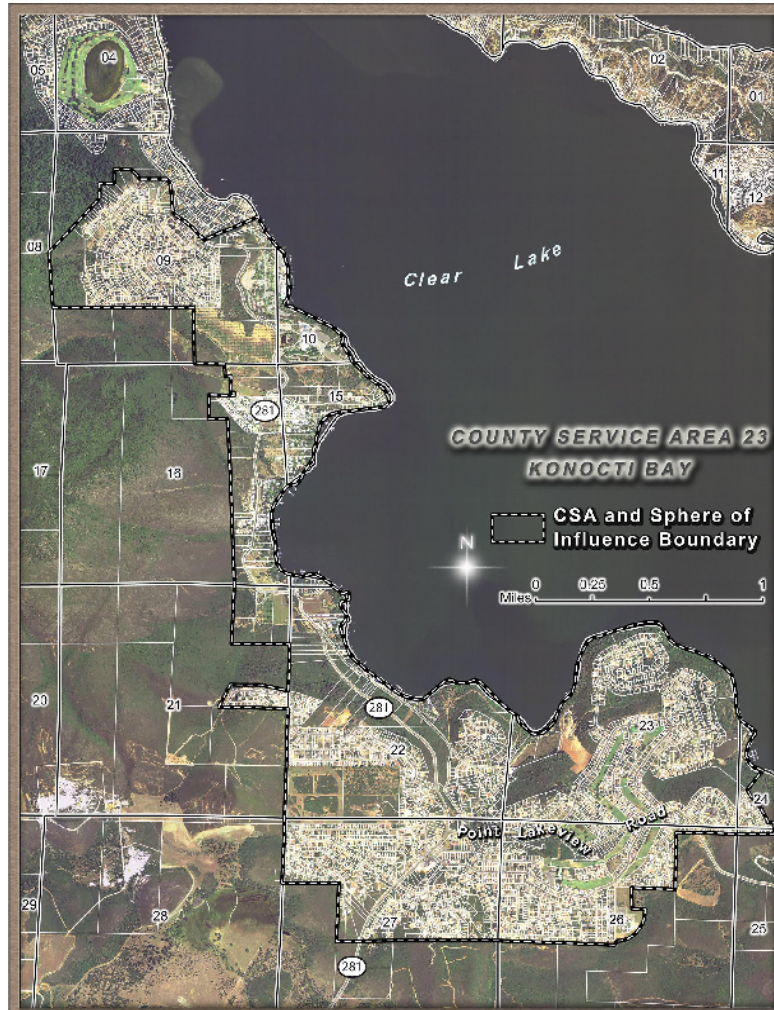 05
04
02
01
11
12
08
09
Clear Lake
10
15
281
COUNTY SERVICE AREA 23
KONOCTI BAY
17
16
CSA and Sphere of
Influence Boundary
N
0 0.25 0.5 1
Miles
20
21
281
22
23
24
Point Lakeview Road
29
28
27
26
25
281